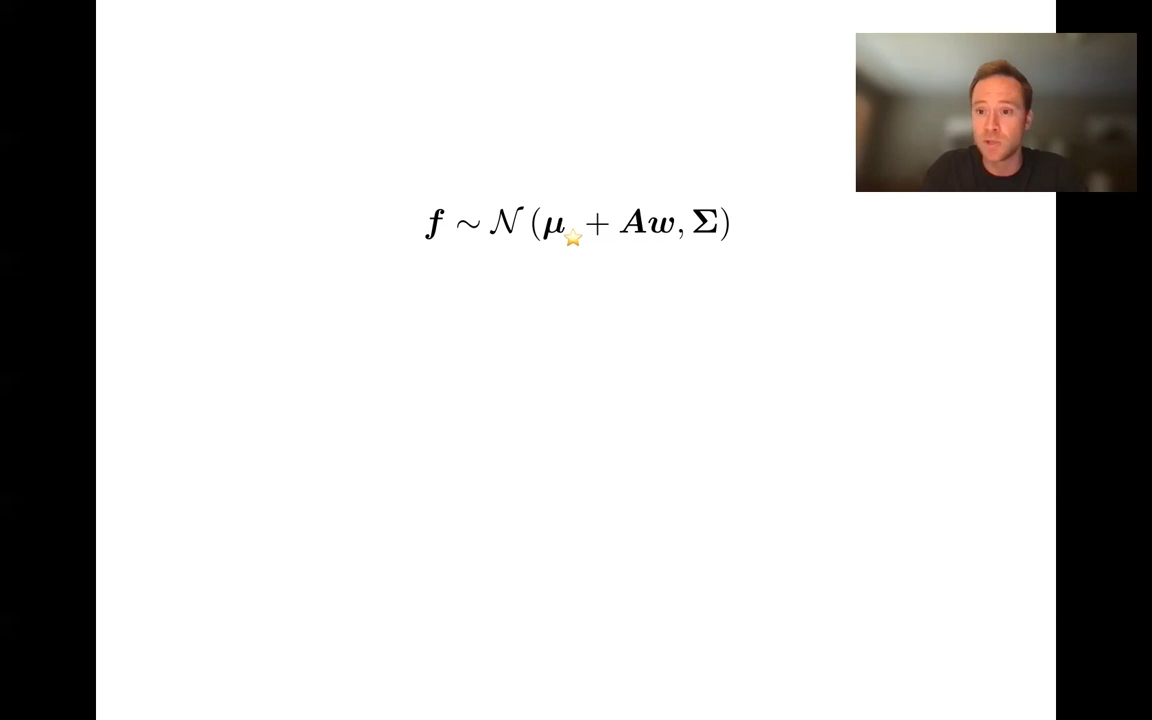 f ∼ 𝒩 (μ⭐ + Aw, Σ)